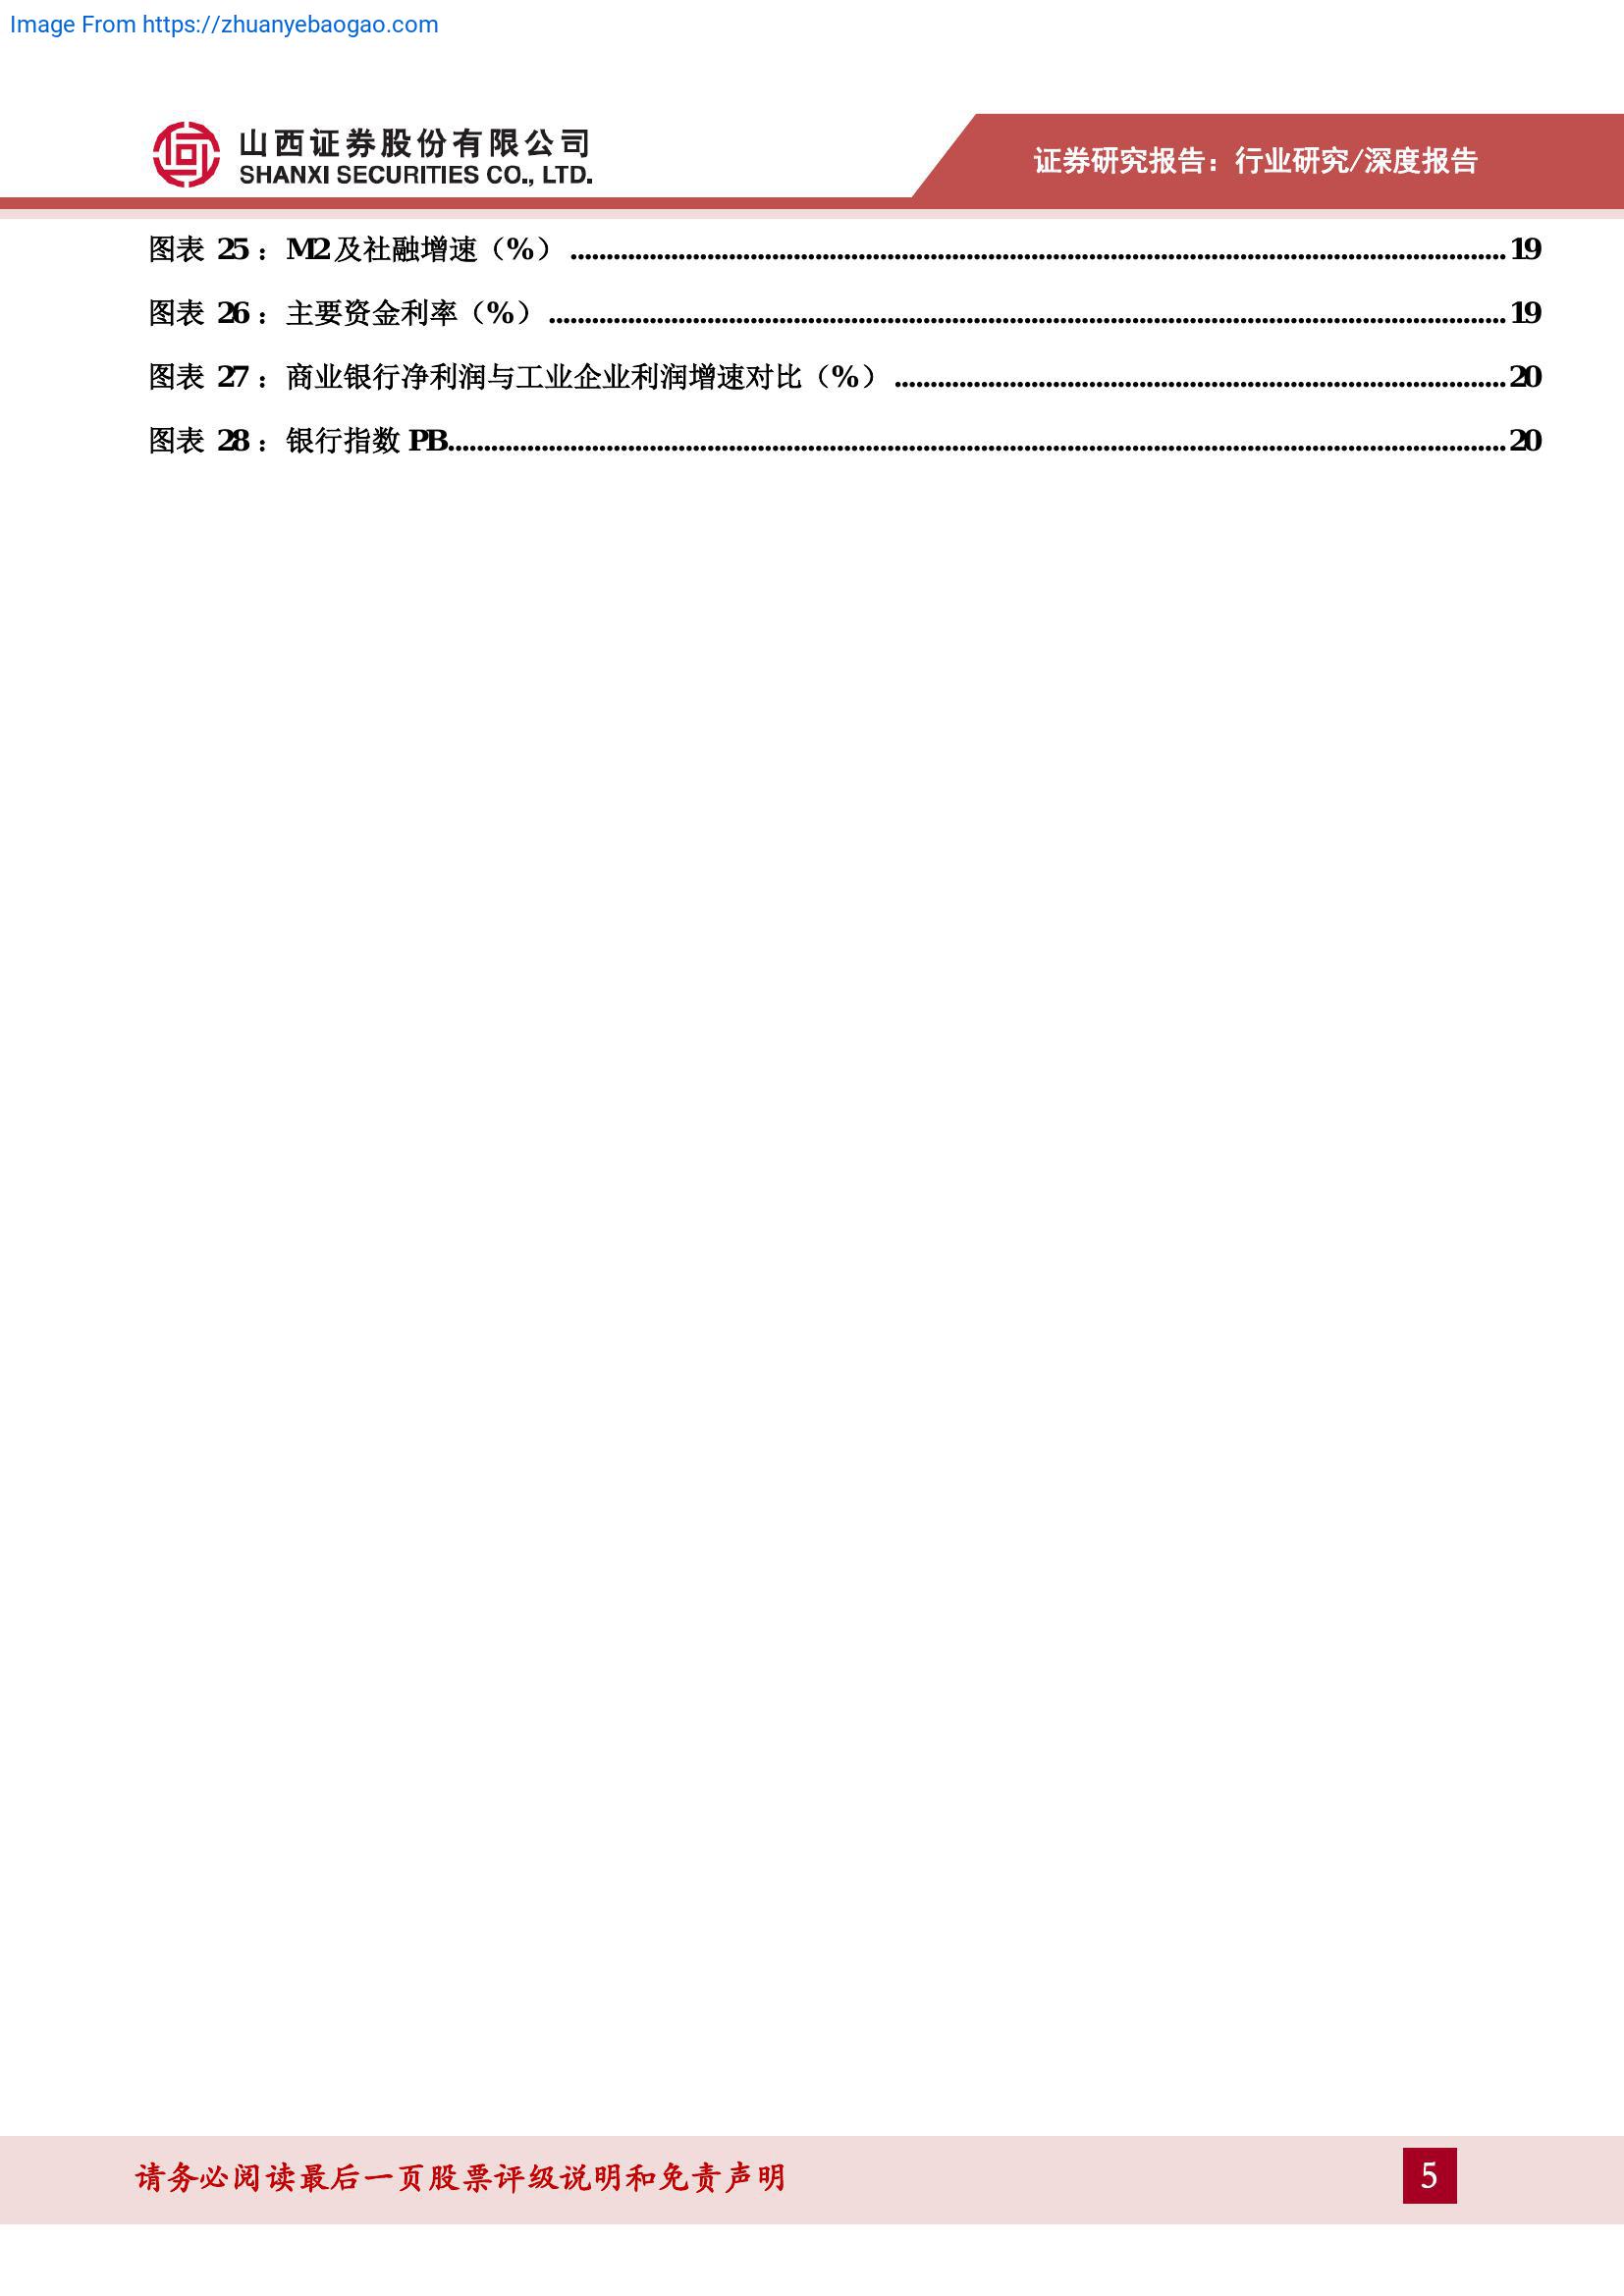 Image From https://zhuanyebaogao.com
山西证券股份有限公司
SHANXI SECURITIES CO., LTD.
证券研究报告：行业研究/深度报告
图表 25： M2 及社融增速（%） ........................................................................................................ 19
图表 26： 主要资金利率（%） ........................................................................................................ 19
图表 27： 商业银行净利润与工业企业利润增速对比（%） ........................................................................ 20
图表 28： 银行指数 PB........................................................................................................ 20
请务必阅读最后一页股票评级说明和免责声明
5